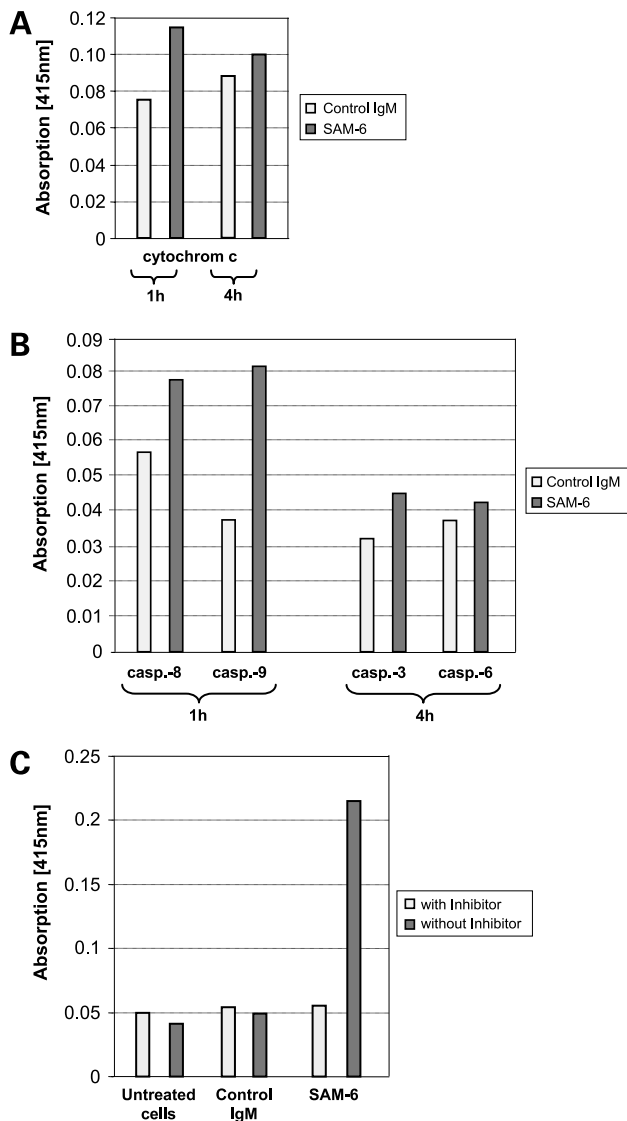 A
Absorption [415nm]
0.12
0.10
0.08
0.06
0.04
0.02
0
cytochrom c
1h
4h
Control IgM
SAM-6
B
Absorption [415nm]
0.09
0.08
0.07
0.06
0.05
0.04
0.03
0.02
0.01
0
casp.-8
casp.-9
casp.-3
casp.-6
1h
4h
Control IgM
SAM-6
C
Absorption [415nm]
0.25
0.2
0.15
0.1
0.05
0
Untreated
cells
Control
IgM
SAM-6
with Inhibitor
without Inhibitor